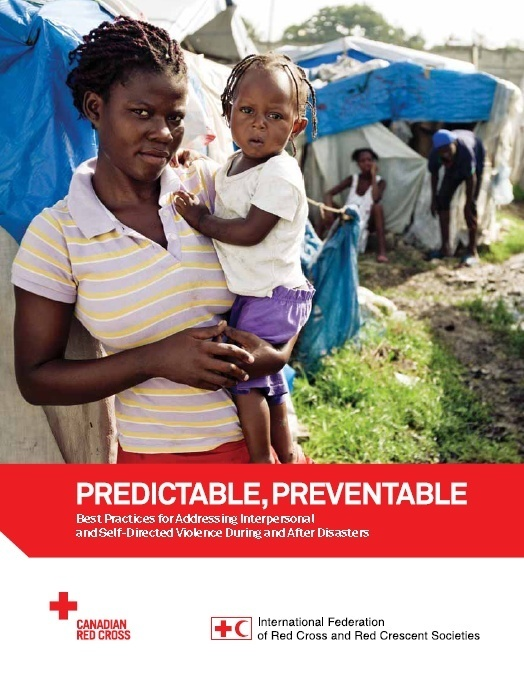 PREDICTABLE, PREVENTABLE
Best Practices for Addressing Interpersonal
and Self-Directed Violence During and After Disasters
CANADIAN
RED CROSS
International Federation
of Red Cross and Red Crescent Societies